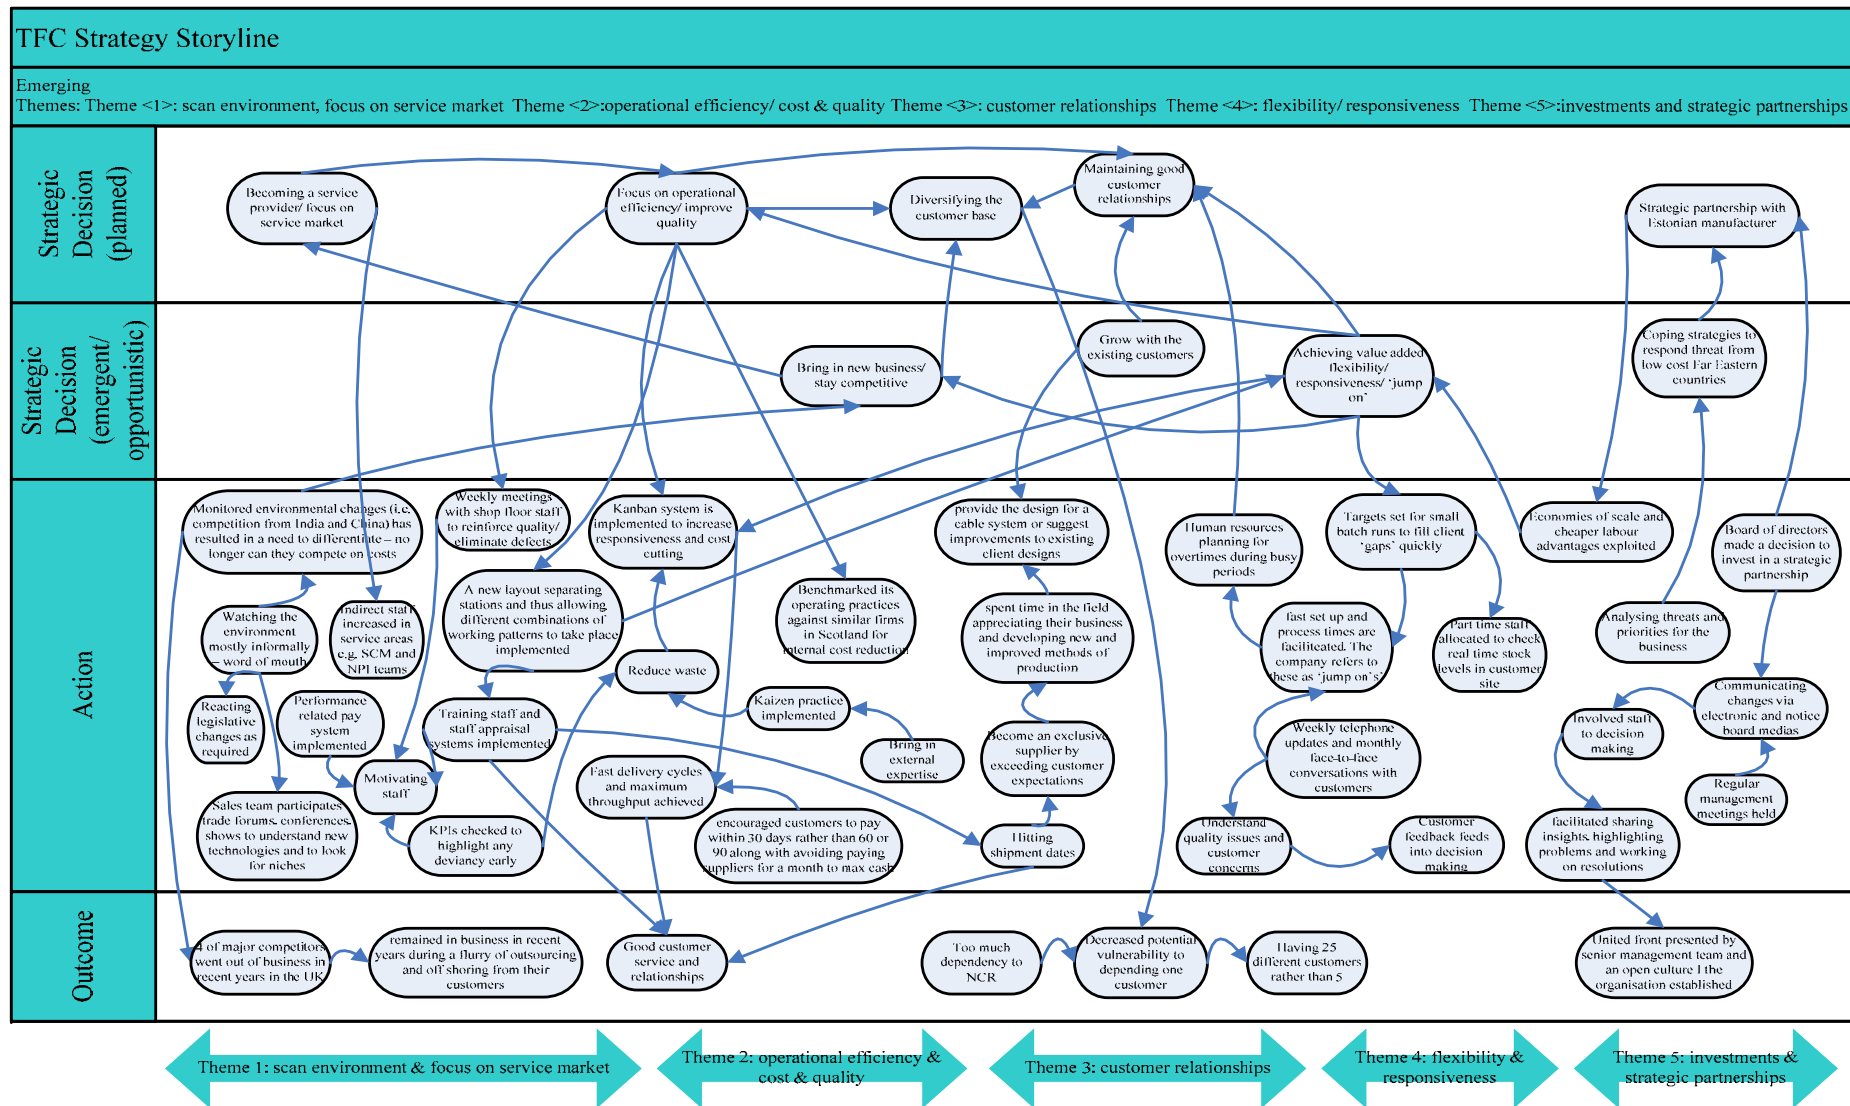 TFC Strategy Storyline
Emerging
Themes: Theme <1>: scan environment, focus on service market Theme <2>:operational efficiency/ cost & quality Theme <3>: customer relationships Theme <4>: flexibility/ responsiveness Theme <5>:investments and strategic partnerships
Strategic
Decision
(planned)
Becoming a service
provider/ focus on
service market
Focus on operational
efficiency/ improve
quality
Diversifying the
customer base
Maintaining good
customer
relationships
Strategic partnership with
Estonian manufacturer
Strategic
Decision
(emergent/
opportunistic)
Bring in new business/
stay competitive
Grow with the
existing customers
Achieving value added
flexibility/
responsiveness/ ‘jump
on’
Coping strategies to
respond threat from
low cost Far Eastern
countries
Action
Monitored environmental changes (i.e.
competition from India and China) has
resulted in a need to differentiate – no
longer can they compete on costs
Weekly meetings
with shop floor staff
to reinforce quality/
eliminate defects
Kanban system is
implemented to increase
responsiveness and cost
cutting
provide the design for a
cable system or suggest
improvements to existing
client designs
Human resources
planning for
overtimes during busy
periods
Targets set for small
batch runs to fill client
‘gaps’ quickly
Economies of scale and
cheaper labour
advantages exploited
Board of directors
made a decision to
invest in a strategic
partnership
Watching the
environment
mostly informally
– word of mouth
Indirect staff
increased in
service areas
e.g. SCM and
NPI teams
A new layout separating
stations and thus allowing
different combinations of
working patterns to take place
implemented
Benchmarked its
operating practices
against similar firms
in Scotland for
internal cost reduction
spent time in the field
appreciating their business
and developing new and
improved methods of
production
fast set up and
process times are
facilitated. The
company refers to
these as ‘jump on’s’
Part time staff
allocated to check
real time stock
levels in customer
site
Analysing threats and
priorities for the
business
Reduce waste
Reacting
legislative
changes as
required
Performance
related pay
system
implemented
Training staff and
staff appraisal
systems implemented
Kaizen practice
implemented
Bring in
external
expertise
Become an exclusive
supplier by
exceeding customer
expectations
Weekly telephone
updates and monthly
face-to-face
conversations with
customers
Involved staff
to decision
making
Communicating
changes via
electronic and notice
board medias
Motivating
staff
Fast delivery cycles
and maximum
throughput achieved
Regular
management
meetings held
Sales team participates
trade forums, conferences,
shows to understand new
technologies and to look
for niches
KPIs checked to
highlight any
deviancy early
encouraged customers to pay
within 30 days rather than 60 or
90 along with avoiding paying
suppliers for a month to max cash
Hitting
shipment dates
Understand
quality issues and
customer
concerns
Customer
feedback feeds
into decision
making
facilitated sharing
insights, highlighting
problems and working
on resolutions
Outcome
4 of major competitors
went out of business in
recent years in the UK
remained in business in recent
years during a flurry of outsourcing
and off shoring from their
customers
Good customer
service and
relationships
Too much
dependency to
NCR
Decreased potential
vulnerability to
depending one
customer
Having 25
different customers
rather than 5
United front presented by
senior management team and
an open culture I the
organisation established
Theme 1: scan environment & focus on service market
Theme 2: operational efficiency &
cost & quality
Theme 3: customer relationships
Theme 4: flexibility &
responsiveness
Theme 5: investments &
strategic partnerships